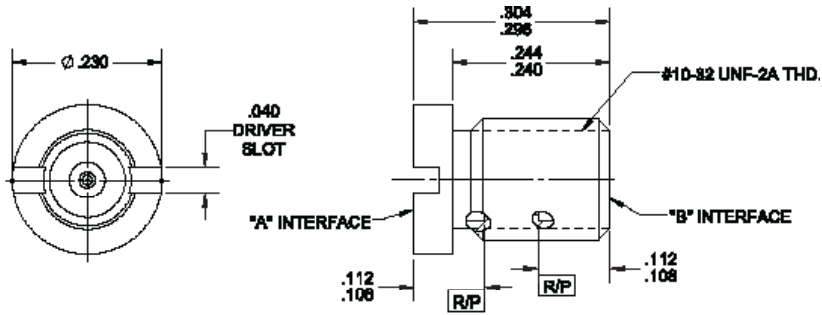 .304
.296
.244
.240
Ø .230
#10-32 UNF-2A THD.
.040
DRIVER
SLOT
"A" INTERFACE
"B" INTERFACE
.112
.108
R/P
R/P
.112
.108